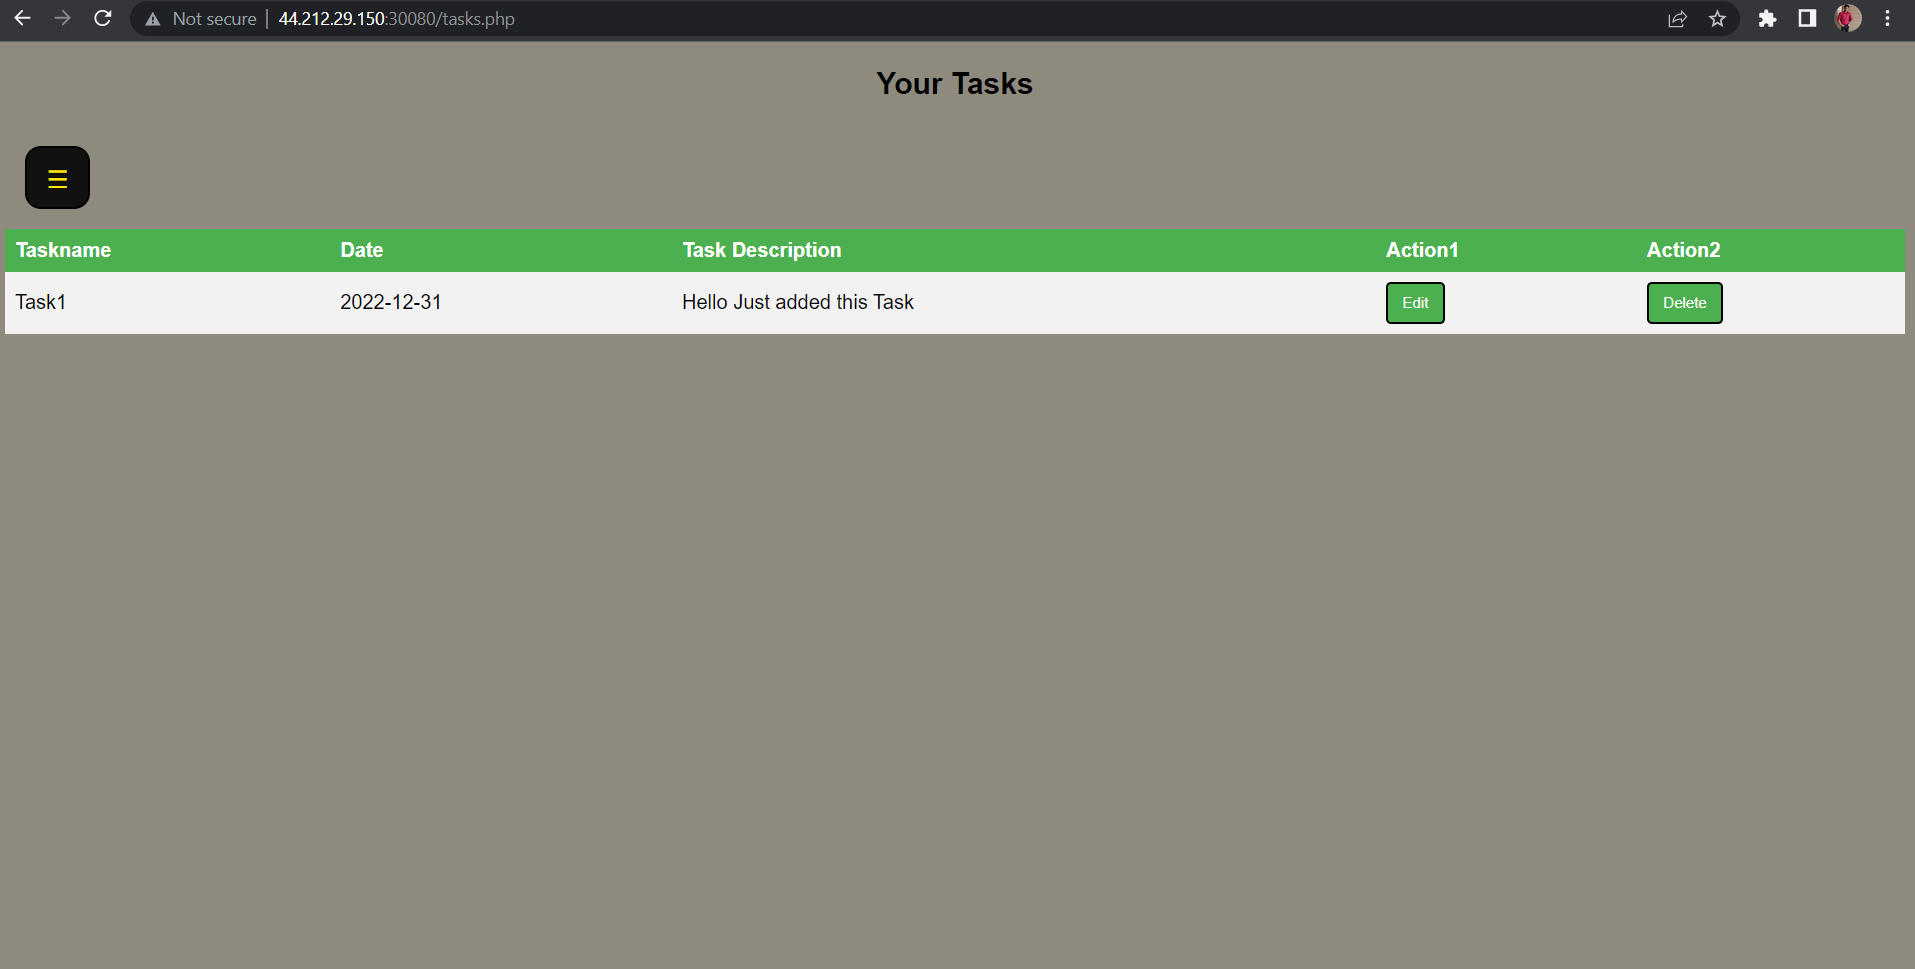 Not secure | 44.212.29.150:30080/tasks.php
Your Tasks
☰
Taskname Date Task Description Action1 Action2
Task1 2022-12-31 Hello Just added this Task Edit Delete